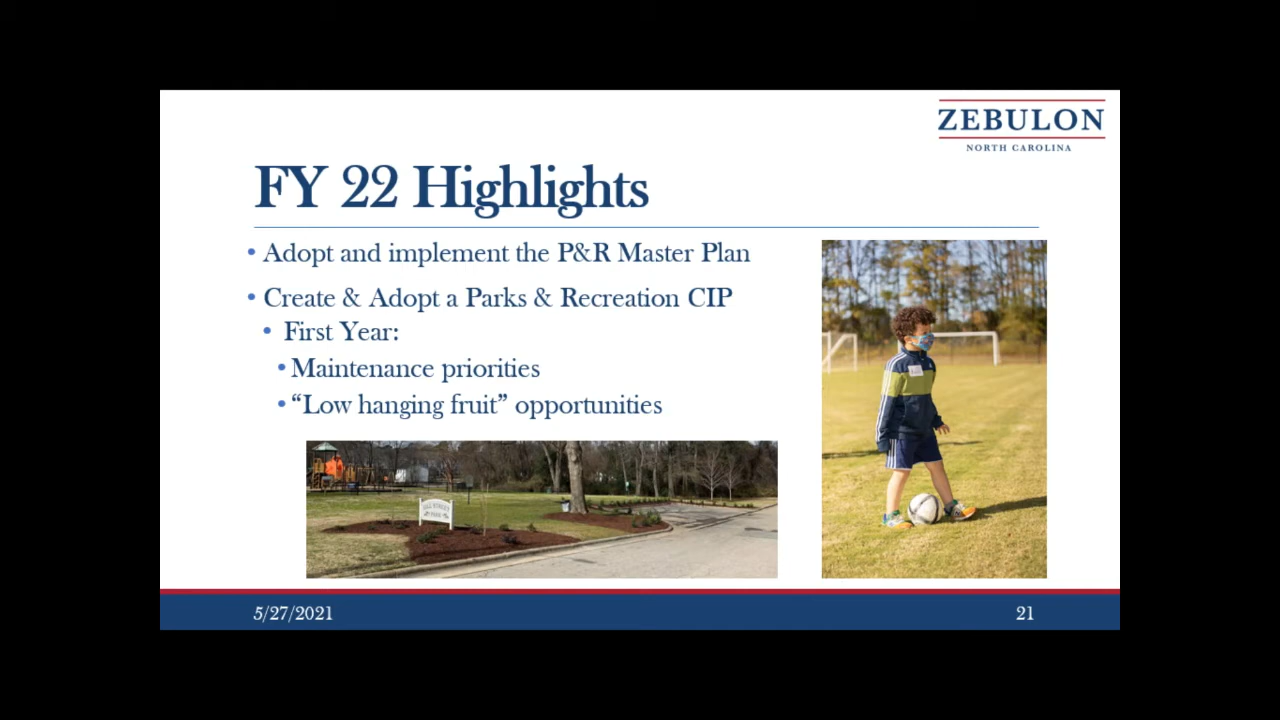 ZEBULON
NORTH CAROLINA
FY 22 Highlights
• Adopt and implement the P&R Master Plan
• Create & Adopt a Parks & Recreation CIP
• First Year:
• Maintenance priorities
• “Low hanging fruit” opportunities
PARK
5/27/2021
21